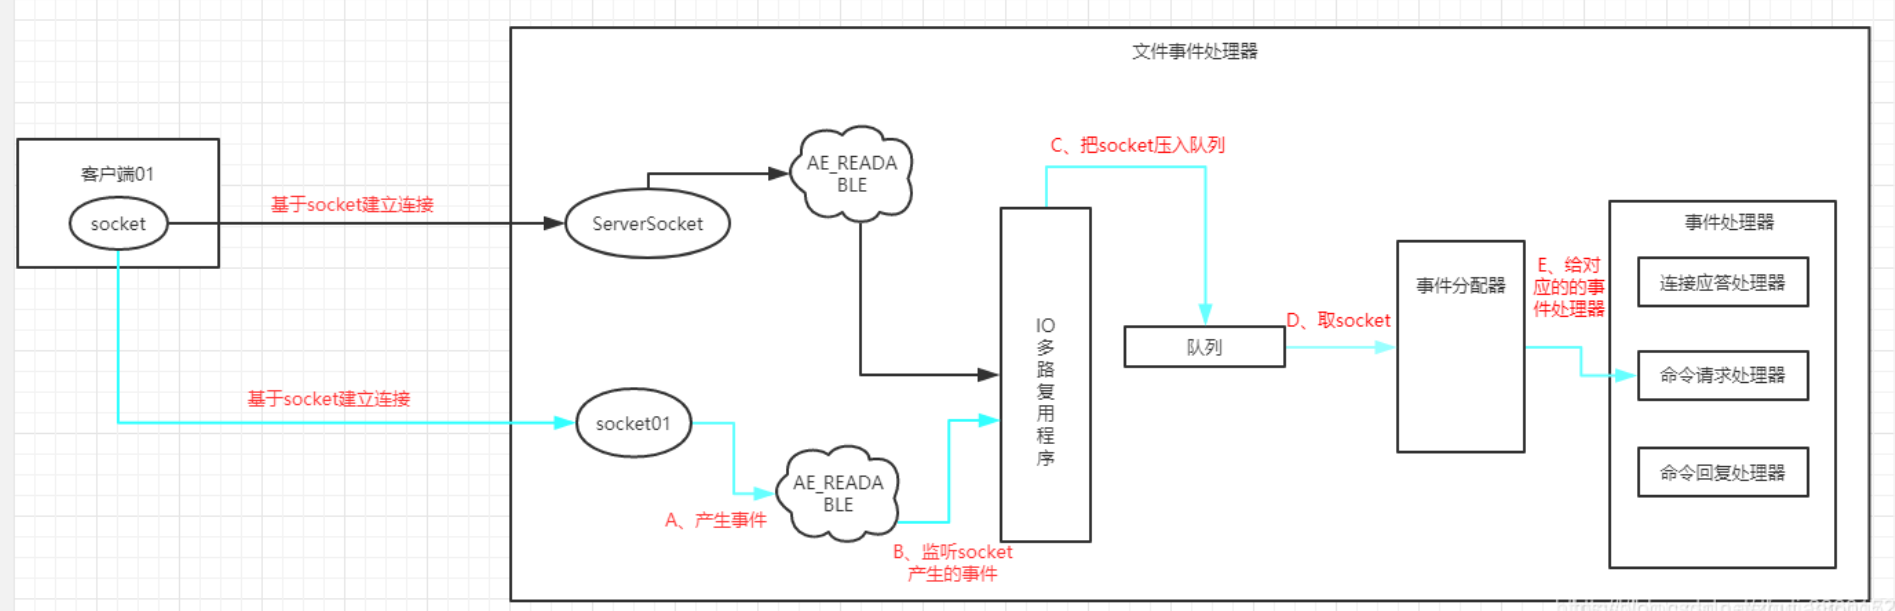 文件事件处理器
客户端01
socket
基于socket建立连接
ServerSocket
AE_READA
BLE
C、把socket压入队列
IO
多
路
复
用
程
序
队列
D、取socket
事件分配器
E、给对
应的的事
件处理器
事件处理器
连接应答处理器
命令请求处理器
命令回复处理器
基于socket建立连接
socket01
A、产生事件
AE_READA
BLE
B、监听socket
产生的事件